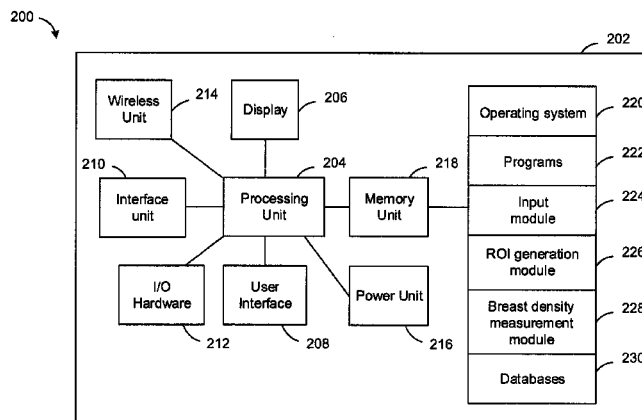 200
202
Wireless
Unit
214
Display
206
Operating system
220
Programs
222
210
Interface
unit
204
Processing
Unit
218
Memory
Unit
Input
module
224
ROI generation
module
226
I/O
Hardware
212
User
Interface
208
Power Unit
216
Breast density
measurement
module
228
Databases
230